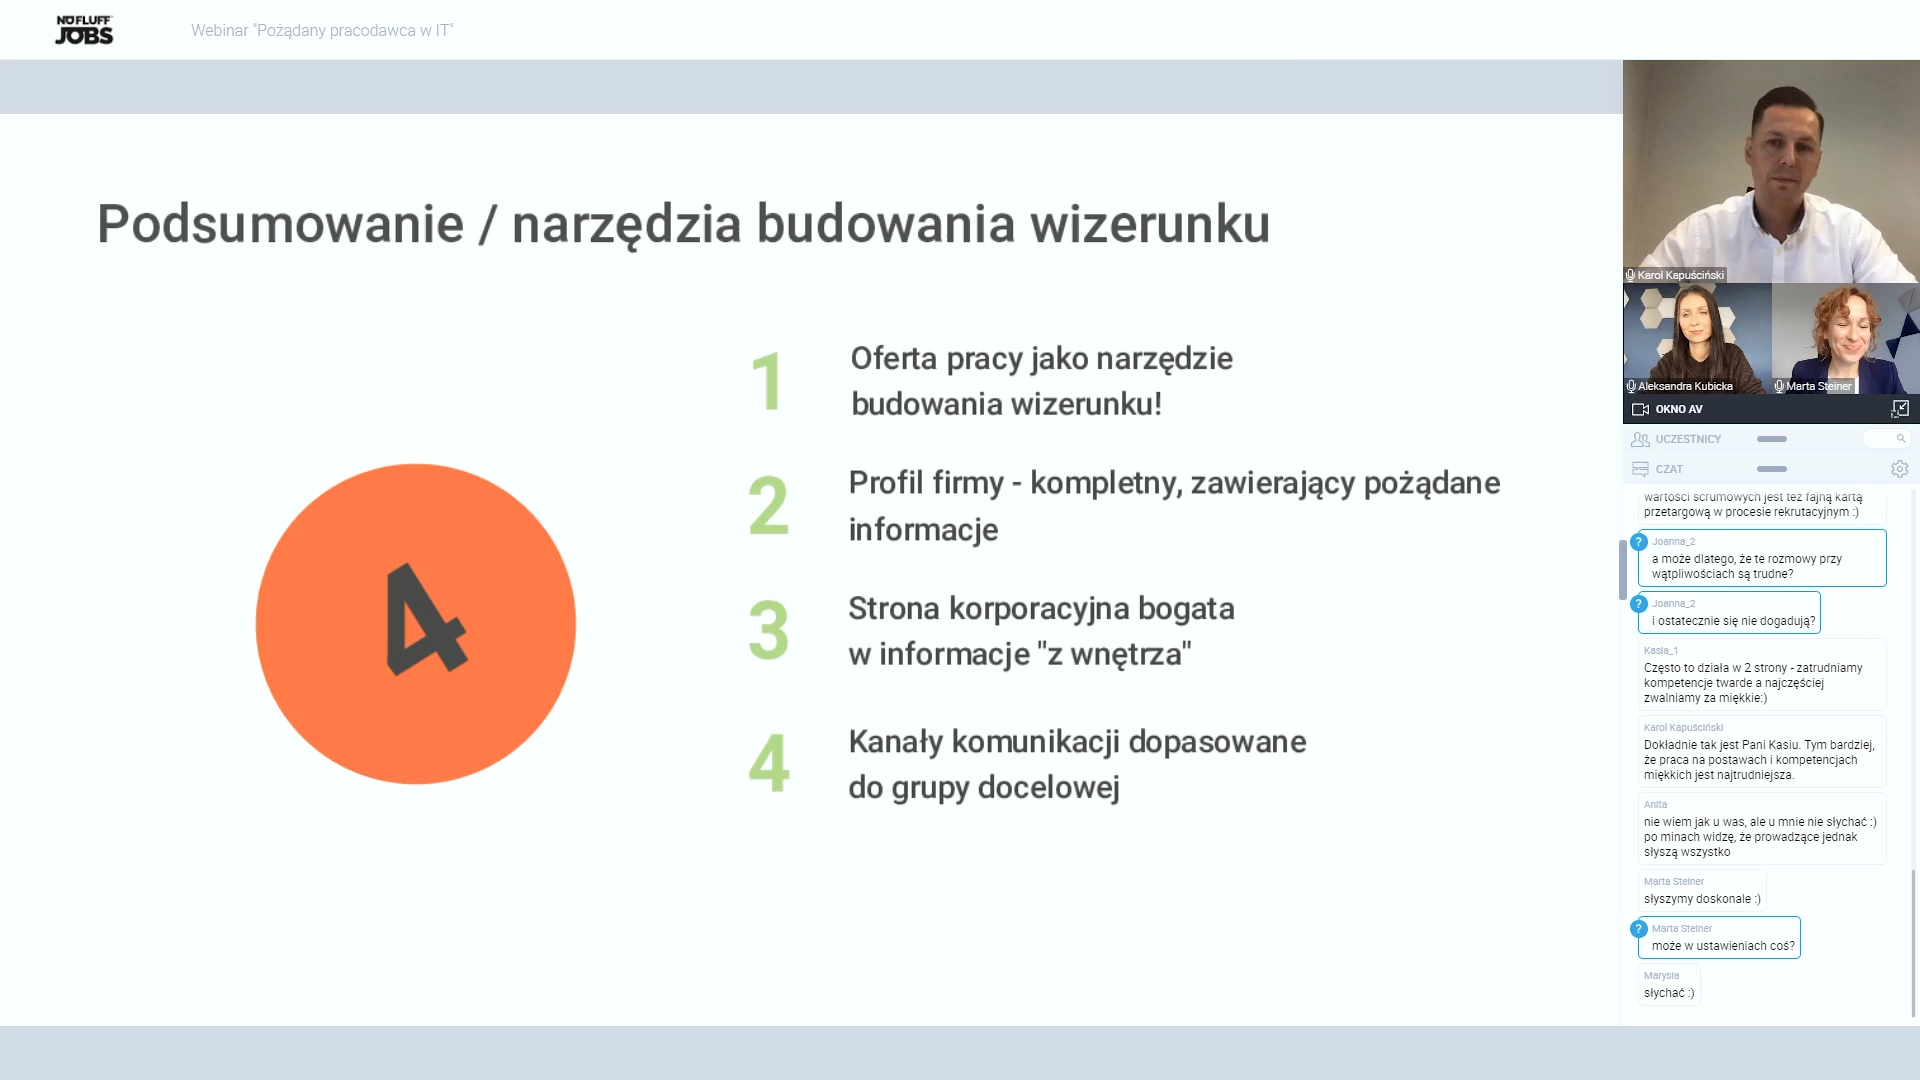 NO FLUFF
JOBS
Webinar "Pożądany pracodawca w IT"
Podsumowanie / narzędzia budowania wizerunku
4
1
Oferta pracy jako narzędzie
budowania wizerunku!
2
Profil firmy - kompletny, zawierający pożądane
informacje
3
Strona korporacyjna bogata
w informacje "z wnętrza"
4
Kanały komunikacji dopasowane
do grupy docelowej
Karol Kapuściński
Aleksandra Kubicka
Marta Steiner
OKNO AV
UCZESTNICY
CZAT
wartości scrumowych jest też fajną kartą
przetargową w procesie rekrutacyjnym :)
?
Joanna_2
a może dlatego, że te rozmowy przy
wątpliwościach są trudne?
?
Joanna_2
i ostatecznie się nie dogadują?
Kasia_1
Często to działa w 2 strony - zatrudniamy
kompetencje twarde a najczęściej
zwalniamy za miękkie:)
Karol Kapuściński
Dokładnie tak jest Pani Kasiu. Tym bardziej,
że praca na postawach i kompetencjach
miękkich jest najtrudniejsza.
Anita
nie wiem jak u was, ale u mnie nie słychać :)
po minach widzę, że prowadzące jednak
słyszą wszystko
Marta Steiner
słyszymy doskonale :)
?
Marta Steiner
może w ustawieniach coś?
Marysia
słychać :)